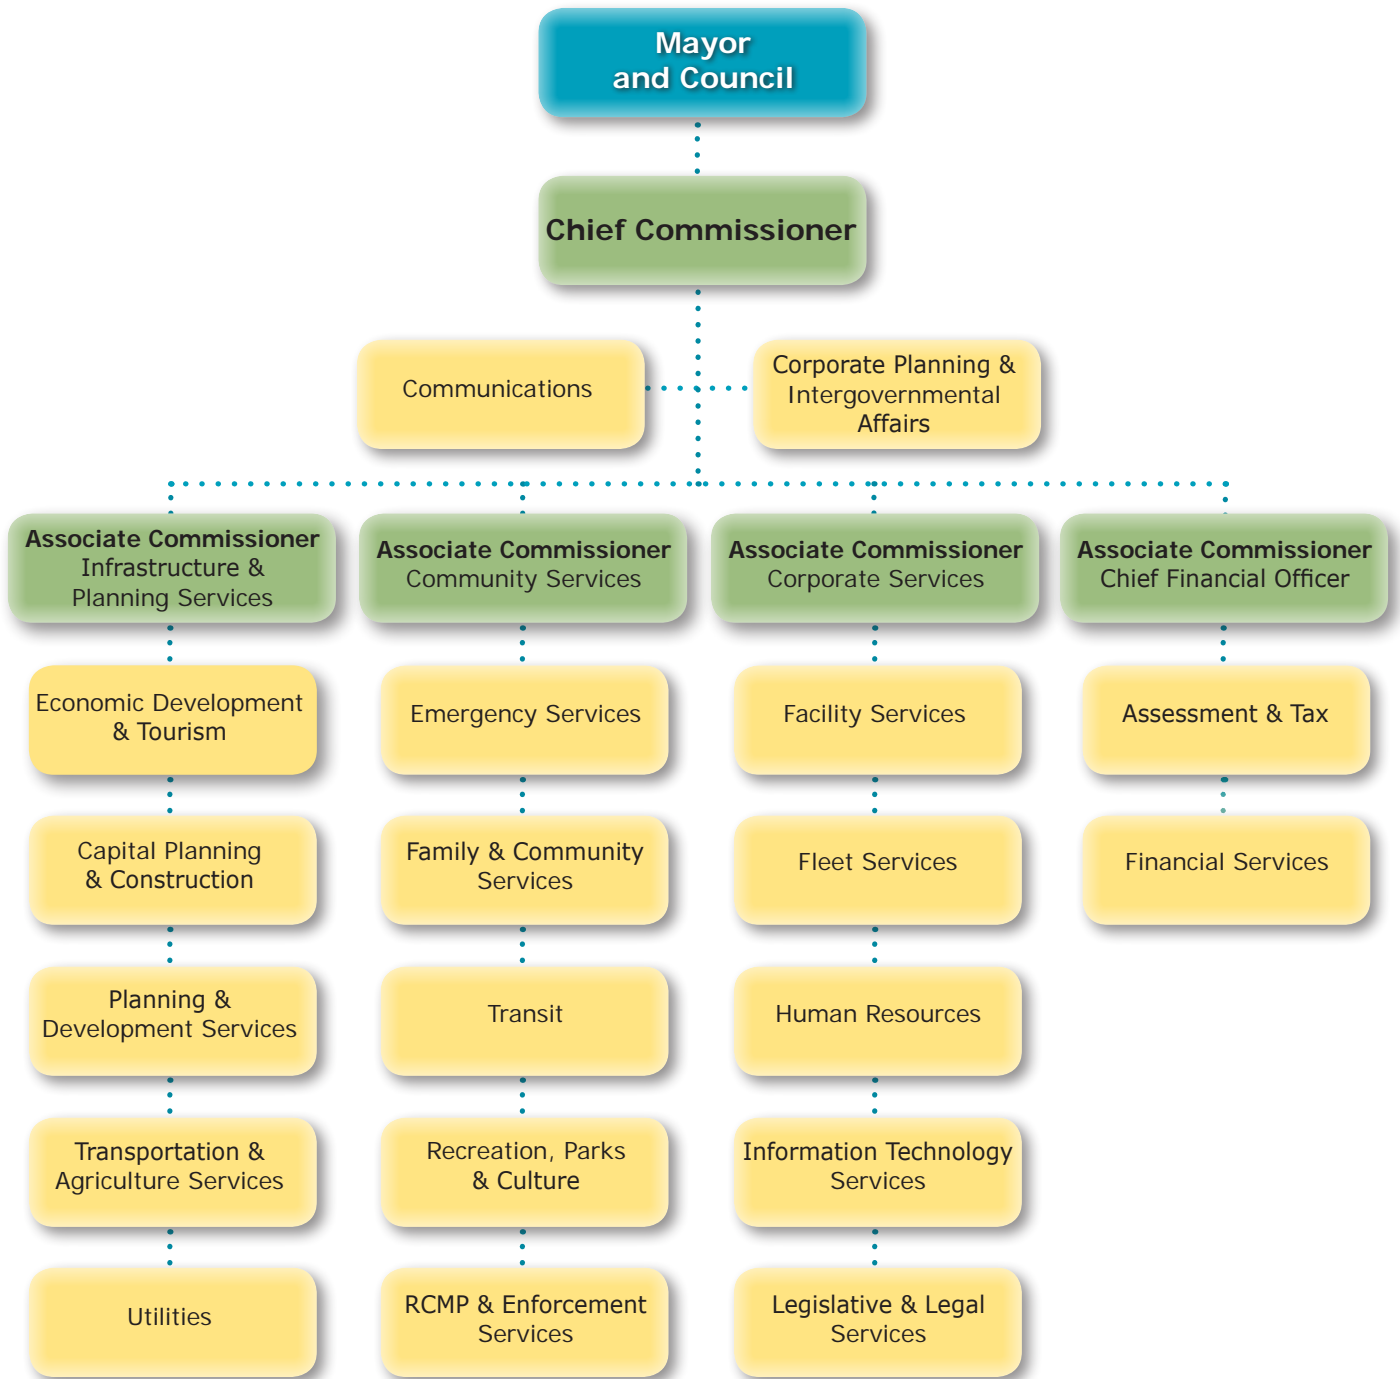 Mayor
and Council
Chief Commissioner
Communications
Corporate Planning &
Intergovernmental
Affairs
Associate Commissioner
Infrastructure &
Planning Services
Associate Commissioner
Community Services
Associate Commissioner
Corporate Services
Associate Commissioner
Chief Financial Officer
Economic Development
& Tourism
Emergency Services
Facility Services
Assessment & Tax
Capital Planning
& Construction
Family & Community
Services
Fleet Services
Financial Services
Planning &
Development Services
Transit
Human Resources
Transportation &
Agriculture Services
Recreation, Parks
& Culture
Information Technology
Services
Utilities
RCMP & Enforcement
Services
Legislative & Legal
Services